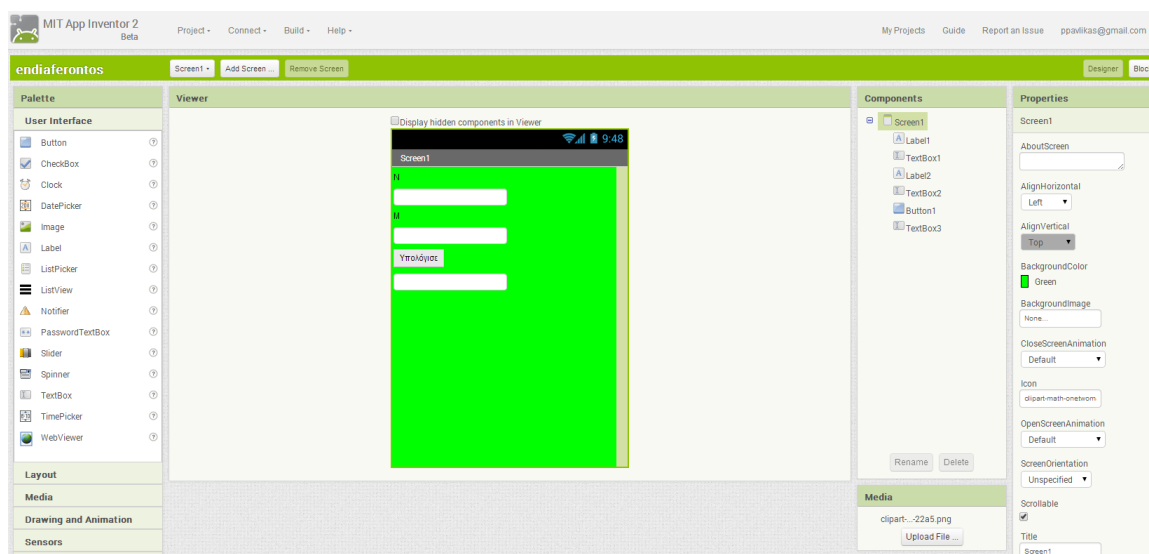 MIT App Inventor 2
Beta
Project Connect Build Help
My Projects Guide Report an Issue ppavlikas@gmail.com
endiaferontos
Screen1 Add Screen ... Remove Screen
Designer Bloc
Palette
User Interface
Button
CheckBox
Clock
DatePicker
Image
Label
ListPicker
ListView
Notifier
PasswordTextBox
Slider
Spinner
TextBox
TimePicker
WebViewer
Layout
Media
Drawing and Animation
Sensors
Viewer
Display hidden components in Viewer
9:48
Screen1
N
M
Υπολόγισε
Components
Screen1
Label1
TextBox1
Label2
TextBox2
Button1
TextBox3
Rename Delete
Media
clipart-...-22a5.png
Upload File ...
Properties
Screen1
AboutScreen
AlignHorizontal
Left
AlignVertical
Top
BackgroundColor
Green
BackgroundImage
None...
CloseScreenAnimation
Default
Icon
clipart-math-onetwom
OpenScreenAnimation
Default
ScreenOrientation
Unspecified
Scrollable
Title
Screen1